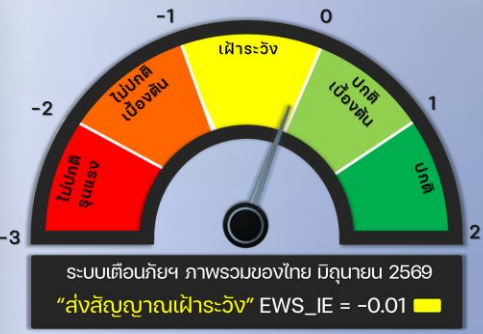 -1
0
เฝ้าระวัง
ไม่ปกติ
เบื้องต้น
ปกติ
เบื้องต้น
-2
1
ไม่ปกติ
รุนแรง
ปกติ
-3
2
ระบบเตือนภัยฯ ภาพรวมของไทย มิถุนายน 2569
“ส่งสัญญาณเฝ้าระวัง” EWS_IE = -0.01